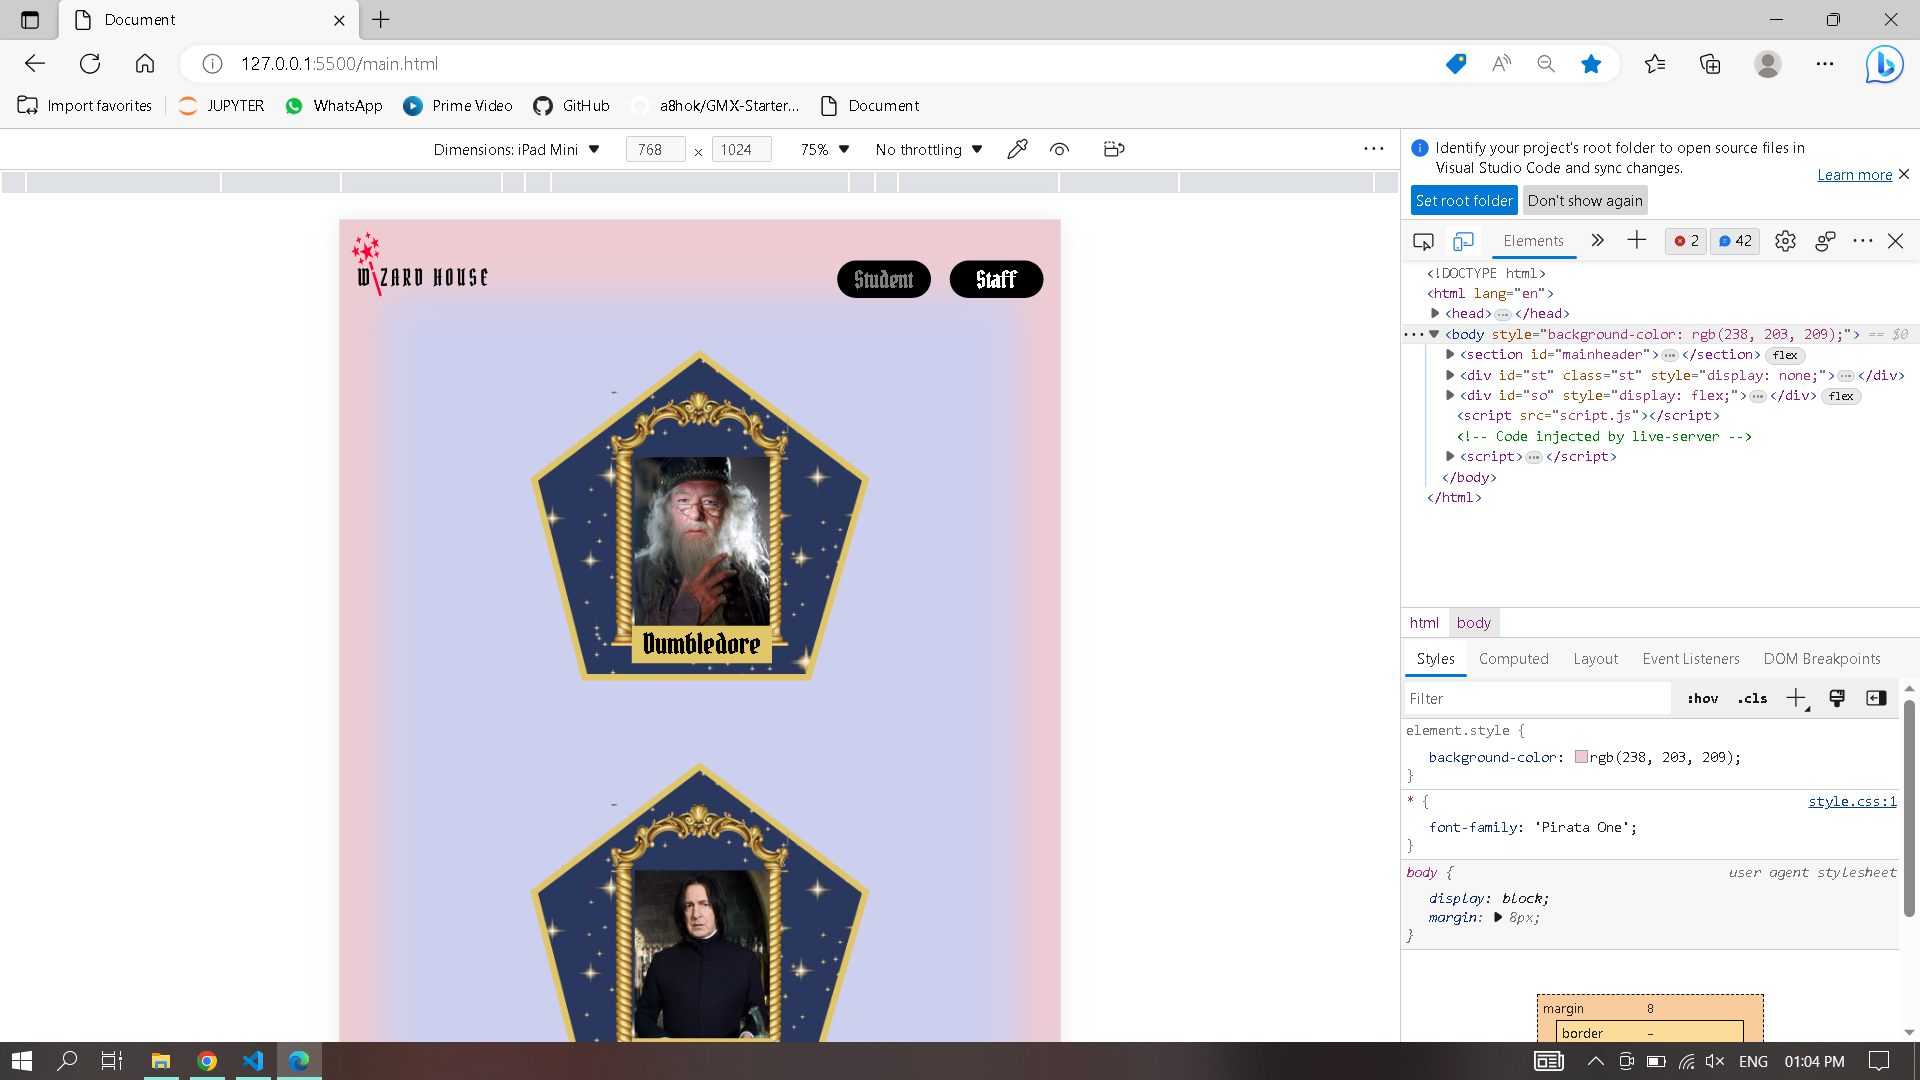 Document
127.0.0.1:5500/main.html
Import favorites JUPYTER WhatsApp Prime Video GitHub a8hok/GMX-Starter... Document
Dimensions: iPad Mini 768 x 1024 75% No throttling
WIZARD HOUSE
Student Staff
Dumbledore
Identify your project's root folder to open source files in
Visual Studio Code and sync changes.
Learn more
Set root folder Don't show again
Elements 2 42
<!DOCTYPE html>
<html lang="en">
<head>…</head>
<body style="background-color: rgb(238, 203, 209);"> == $0
<section id="mainheader">…</section> flex
<div id="st" class="st" style="display: none;">…</div>
<div id="so" style="display: flex;">…</div> flex
<script src="script.js"></script>
<!-- Code injected by live-server -->
<script>…</script>
</body>
</html>
html body
Styles Computed Layout Event Listeners DOM Breakpoints
Filter :hov .cls
element.style {
background-color: rgb(238, 203, 209);
}
* { style.css:1
font-family: 'Pirata One';
}
body { user agent stylesheet
display: block;
margin: 8px;
}
margin 8
border -
ENG 01:04 PM